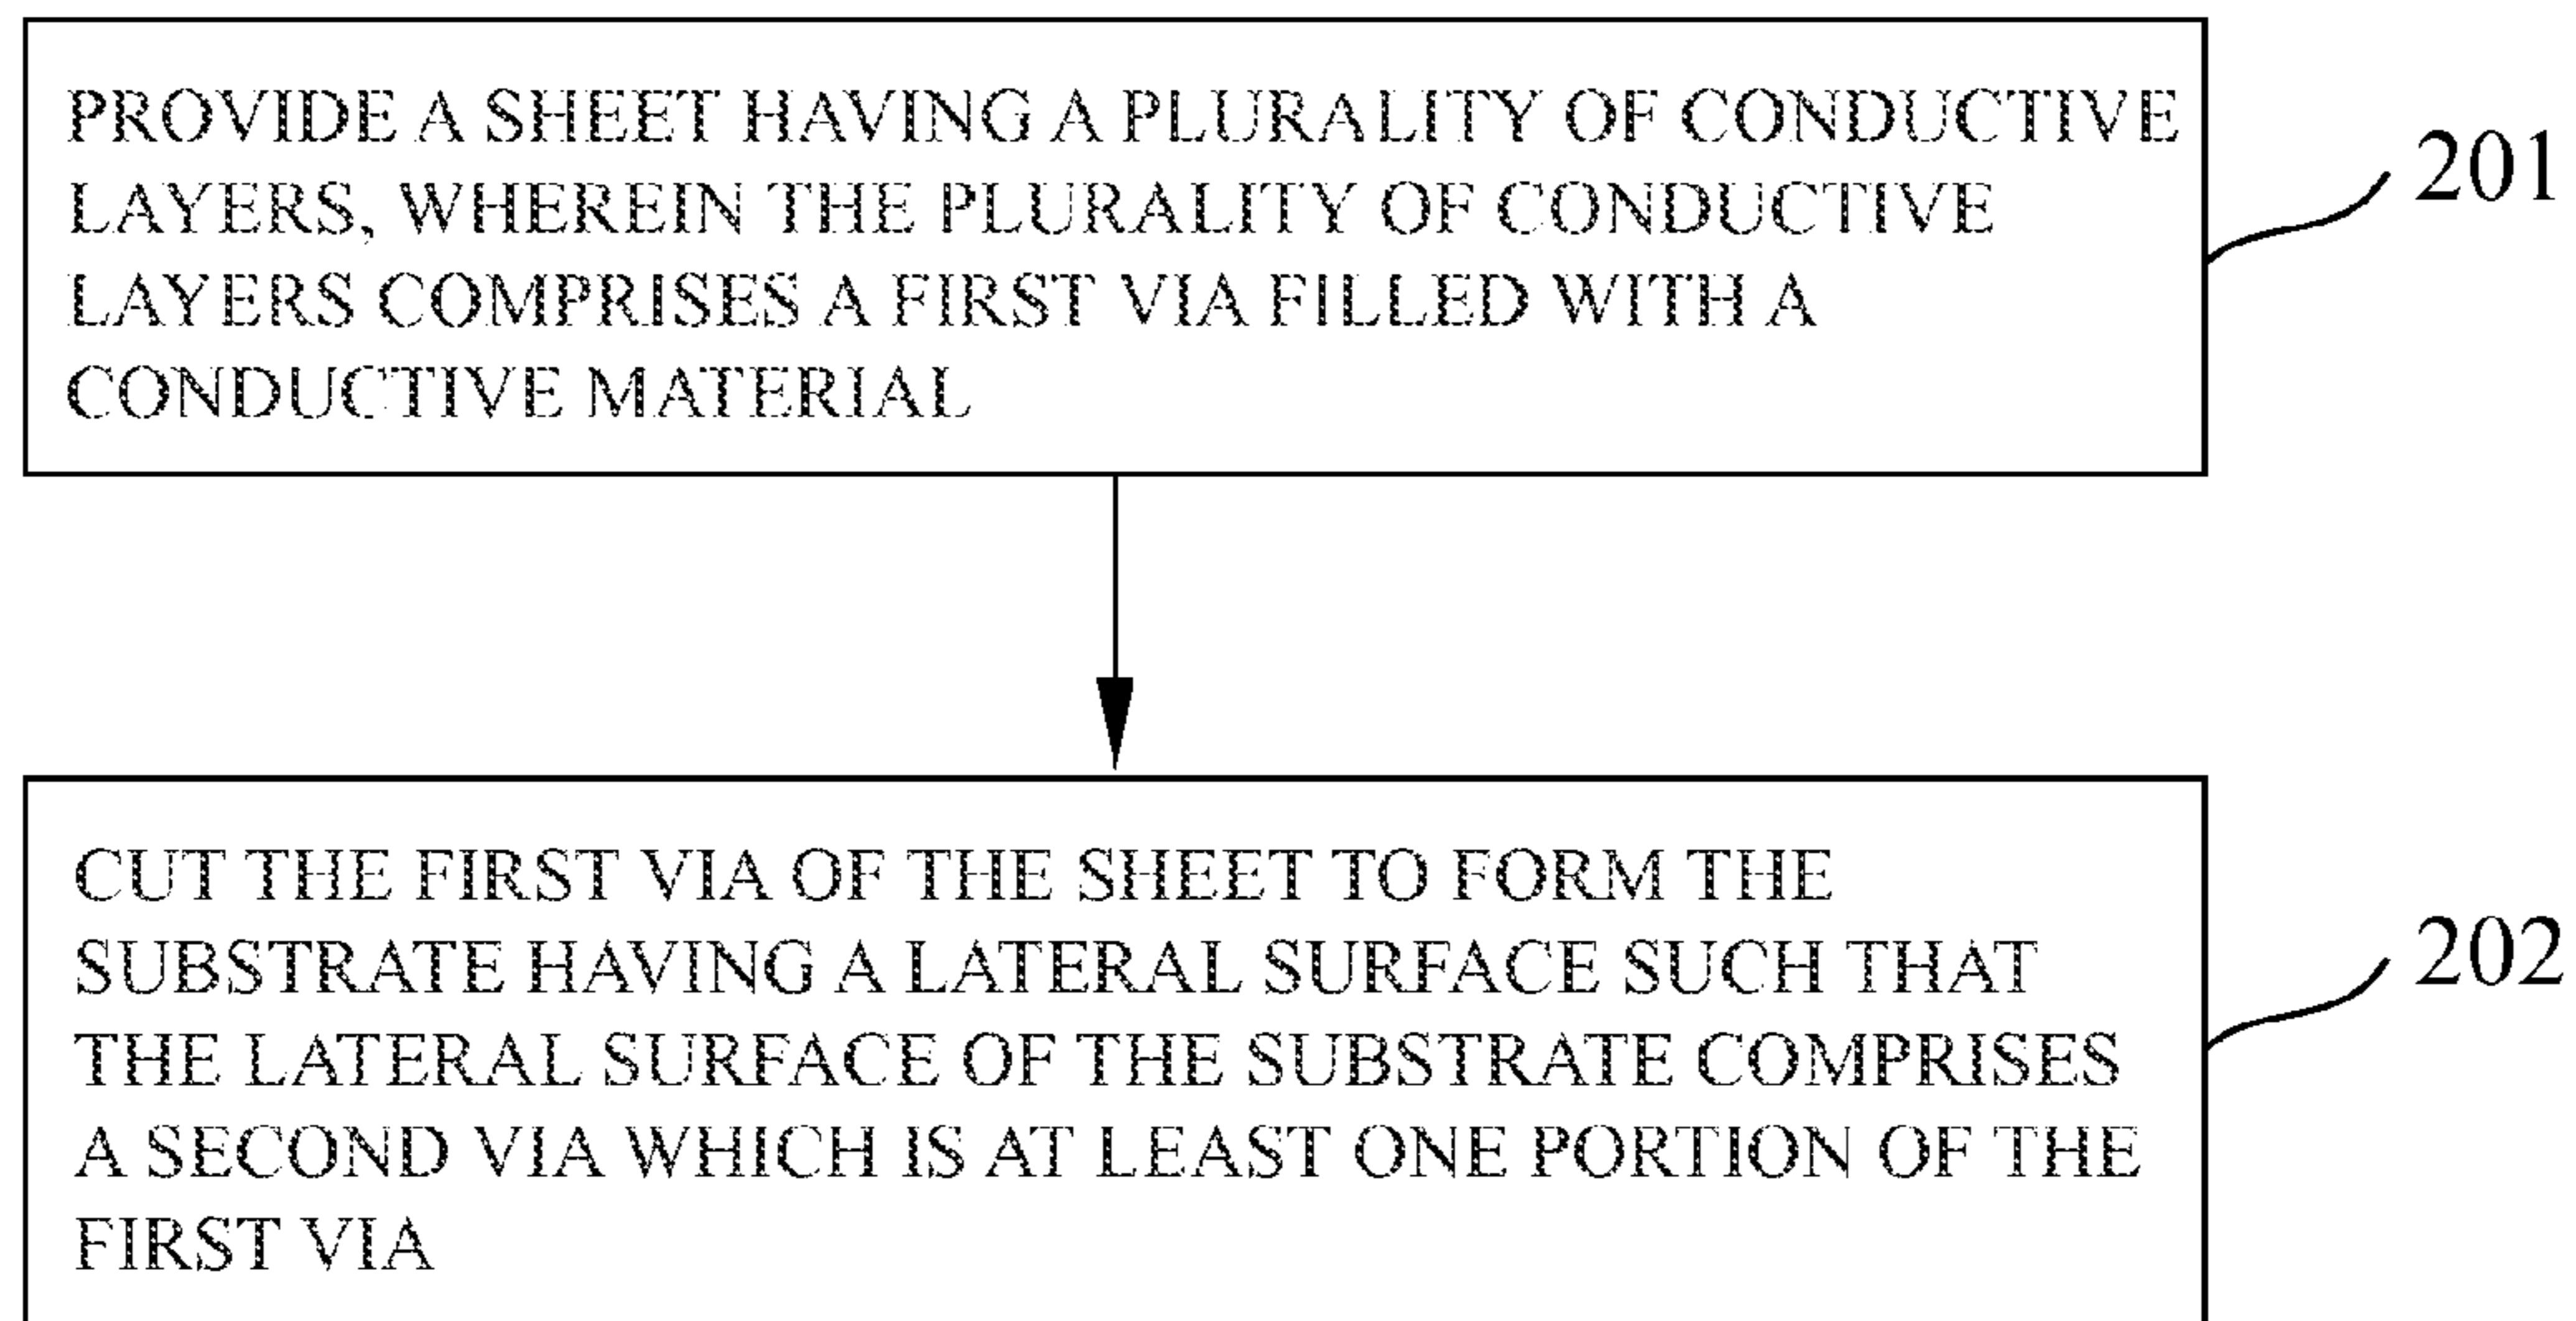 PROVIDE A SHEET HAVING A PLURALITY OF CONDUCTIVE
LAYERS, WHEREIN THE PLURALITY OF CONDUCTIVE
LAYERS COMPRISES A FIRST VIA FILLED WITH A
CONDUCTIVE MATERIAL
201
CUT THE FIRST VIA OF THE SHEET TO FORM THE
SUBSTRATE HAVING A LATERAL SURFACE SUCH THAT
THE LATERAL SURFACE OF THE SUBSTRATE COMPRISES
A SECOND VIA WHICH IS AT LEAST ONE PORTION OF THE
FIRST VIA
202